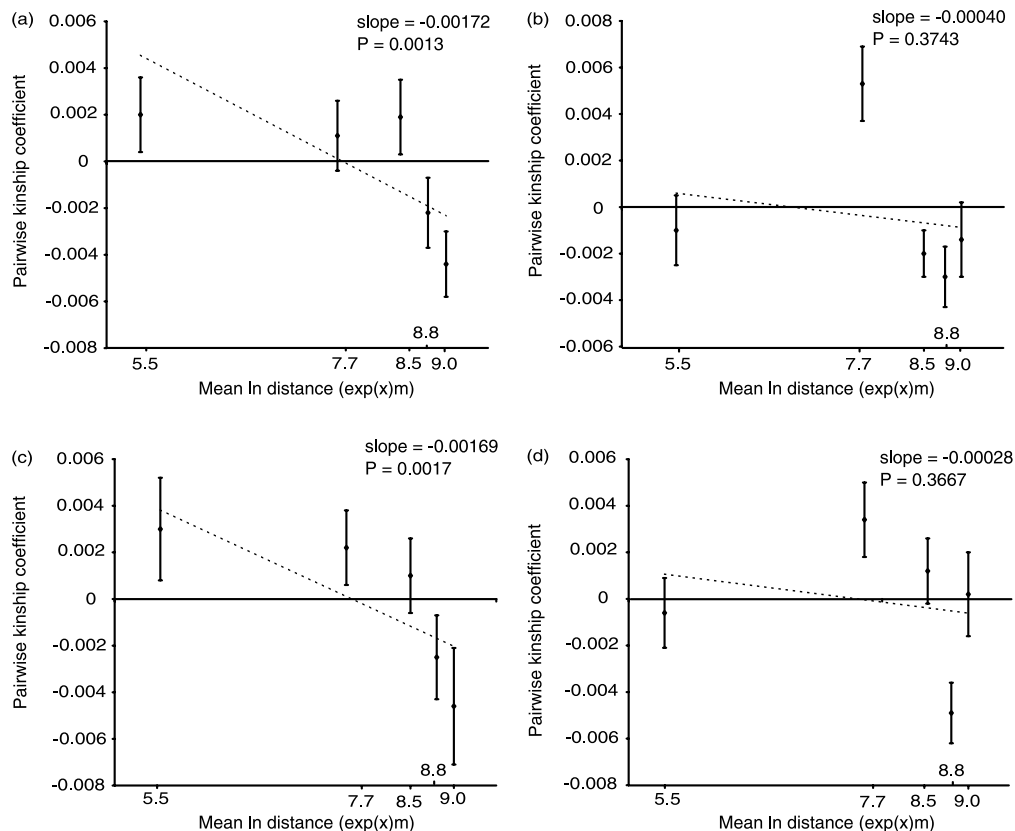 (a)
slope = -0.00172
P = 0.0013
Pairwise kinship coefficient
0.006
0.004
0.002
0
-0.002
-0.004
-0.006
-0.008
8.8
5.5 7.7 8.5 9.0
Mean ln distance (exp(x)m)
(b)
slope = -0.00040
P = 0.3743
Pairwise kinship coefficient
0.008
0.006
0.004
0.002
0
-0.002
-0.004
-0.006
8.8
5.5 7.7 8.5 9.0
Mean ln distance (exp(x)m)
(c)
slope = -0.00169
P = 0.0017
Pairwise kinship coefficient
0.006
0.004
0.002
0
-0.002
-0.004
-0.006
-0.008
8.8
5.5 7.7 8.5 9.0
Mean ln distance (exp(x)m)
(d)
slope = -0.00028
P = 0.3667
Pairwise kinship coefficient
0.006
0.004
0.002
0
-0.002
-0.004
-0.006
-0.008
8.8
5.5 7.7 8.5 9.0
Mean ln distance (exp(x)m)